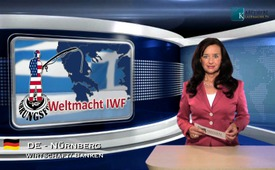 Weltmacht IWF
DE - NÜRNBERG
WIRTSCHAFT/ BANKEN